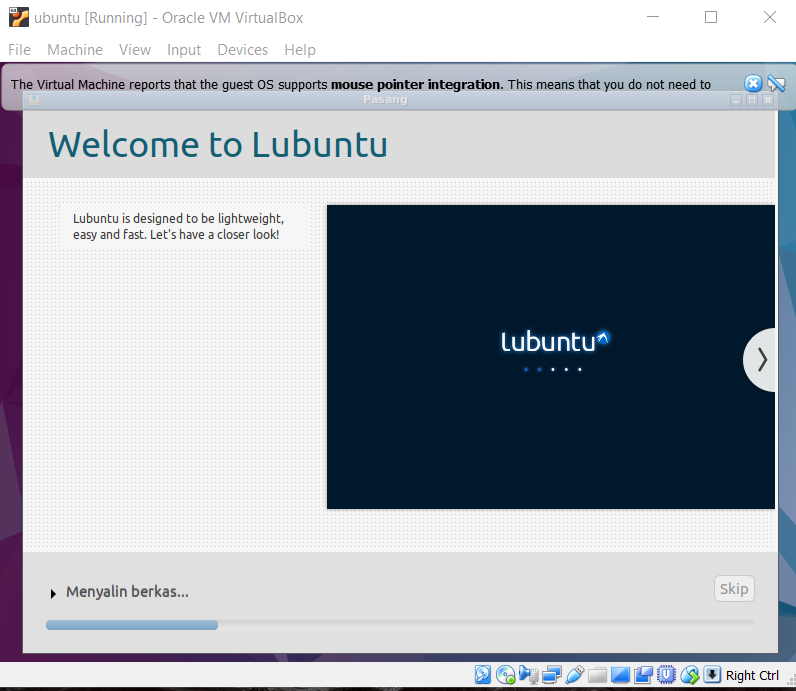 ubuntu [Running] - Oracle VM VirtualBox
File Machine View Input Devices Help
The Virtual Machine reports that the guest OS supports mouse pointer integration. This means that you do not need to
Pasang
Welcome to Lubuntu
Lubuntu is designed to be lightweight,
easy and fast. Let's have a closer look!
lubuntu
Menyalin berkas...
Skip
Right Ctrl